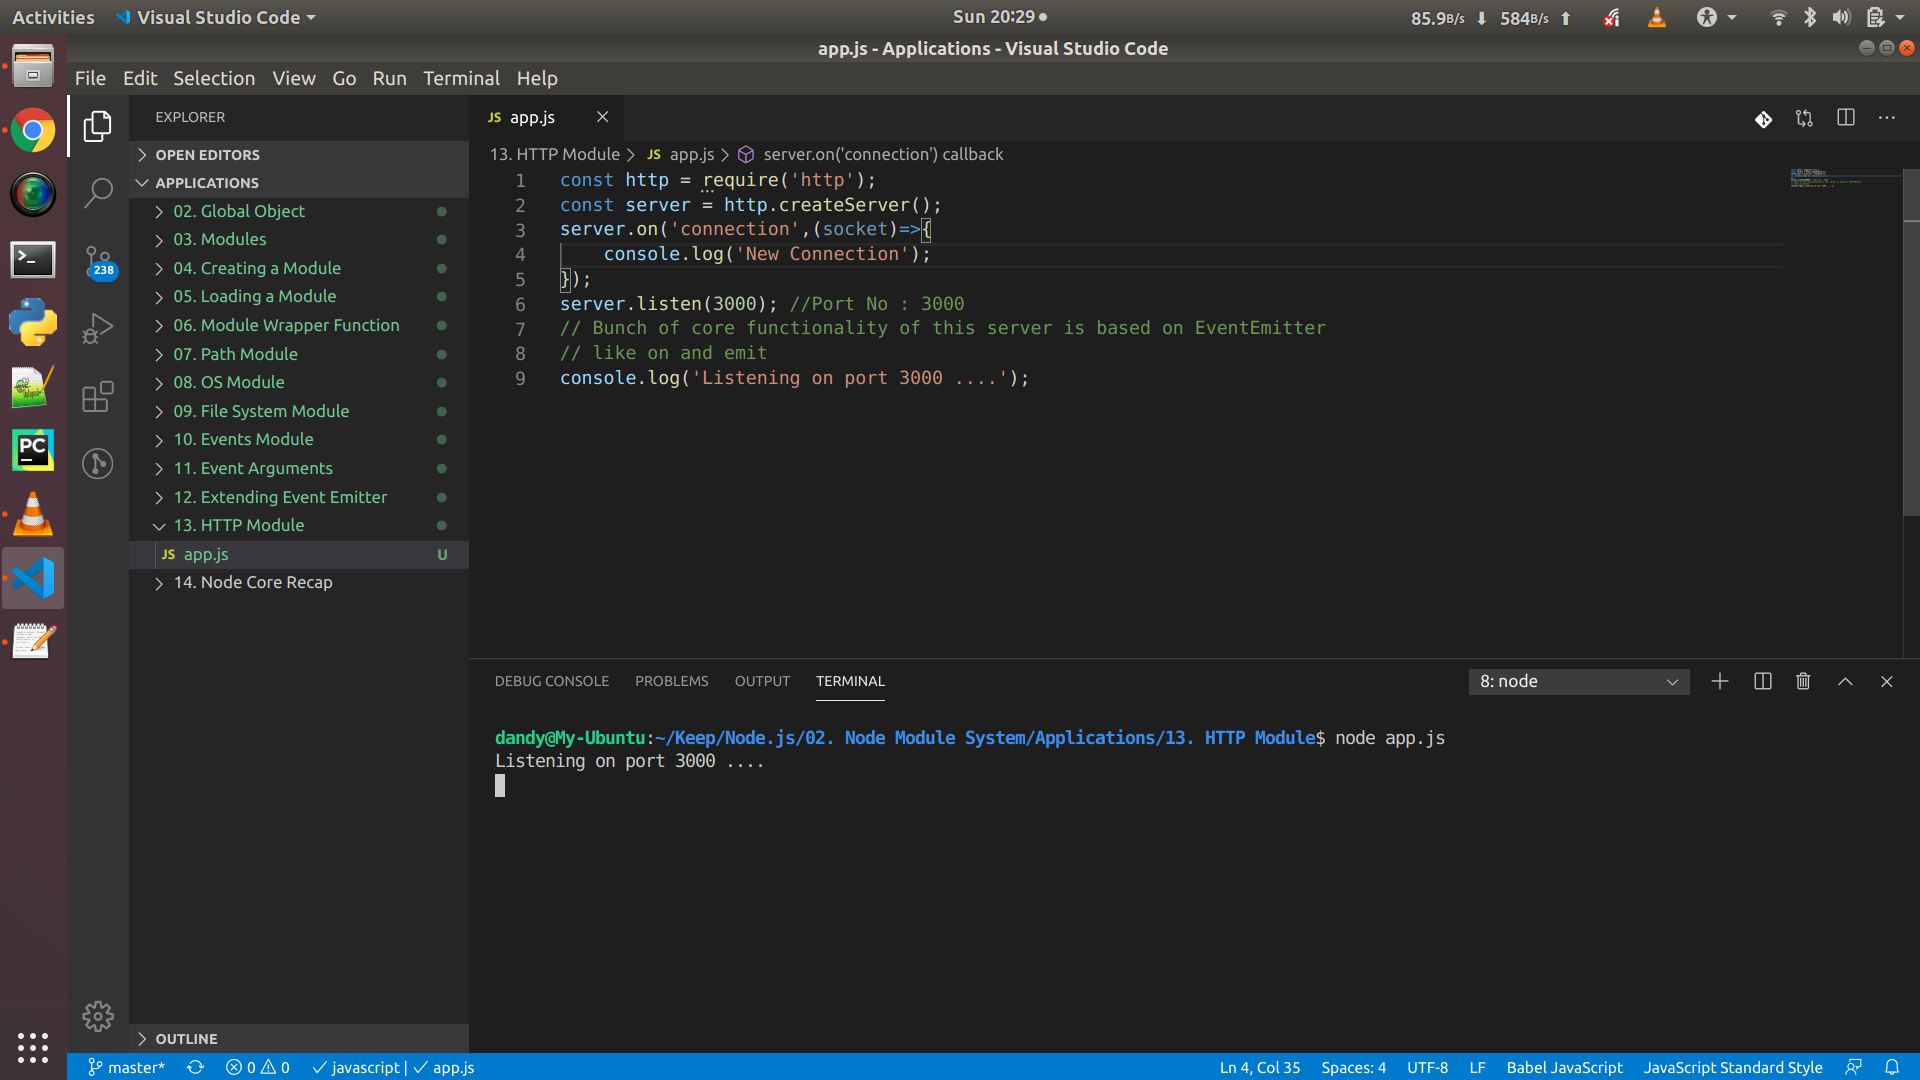 Activities Visual Studio Code Sun 20:29 85.9B/s 584B/s
app.js - Applications - Visual Studio Code
File Edit Selection View Go Run Terminal Help
EXPLORER
OPEN EDITORS
APPLICATIONS
02. Global Object
03. Modules
04. Creating a Module
05. Loading a Module
06. Module Wrapper Function
07. Path Module
08. OS Module
09. File System Module
10. Events Module
11. Event Arguments
12. Extending Event Emitter
13. HTTP Module
JS app.js U
14. Node Core Recap
OUTLINE
238
PC
JS app.js
13. HTTP Module JS app.js server.on('connection') callback
1 const http = require('http');
2 const server = http.createServer();
3 server.on('connection',(socket)=>{
4 console.log('New Connection');
5 });
6 server.listen(3000); //Port No : 3000
7 // Bunch of core functionality of this server is based on EventEmitter
8 // like on and emit
9 console.log('Listening on port 3000 ....');
DEBUG CONSOLE PROBLEMS OUTPUT TERMINAL 8: node
dandy@My-Ubuntu:~/Keep/Node.js/02. Node Module System/Applications/13. HTTP Module$ node app.js
Listening on port 3000 ....
master* 0 0 javascript | app.js Ln 4, Col 35 Spaces: 4 UTF-8 LF Babel JavaScript JavaScript Standard Style